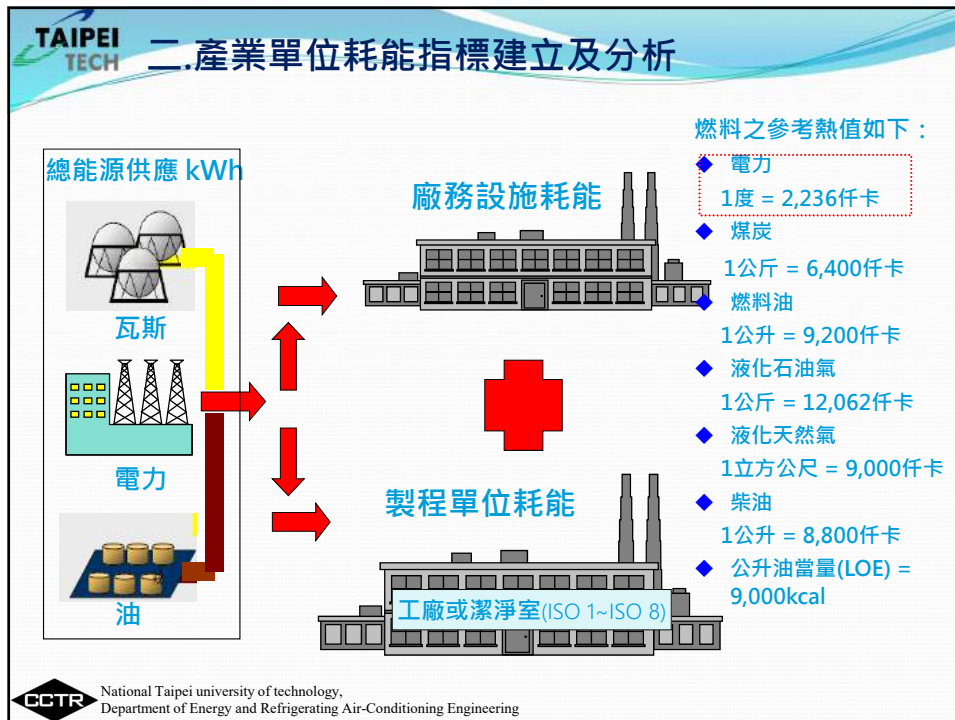 TAIPEI
TECH
二.產業單位耗能指標建立及分析
總能源供應 kWh
瓦斯
電力
油
廠務設施耗能
製程單位耗能
工廠或潔淨室(ISO 1~ISO 8)
燃料之參考熱值如下：
◆ 電力
1度 = 2,236仟卡
◆ 煤炭
1公斤 = 6,400仟卡
◆ 燃料油
1公升 = 9,200仟卡
◆ 液化石油氣
1公斤 = 12,062仟卡
◆ 液化天然氣
1立方公尺 = 9,000仟卡
◆ 柴油
1公升 = 8,800仟卡
◆ 公升油當量(LOE) =
9,000kcal
CCTR
National Taipei university of technology,
Department of Energy and Refrigerating Air-Conditioning Engineering